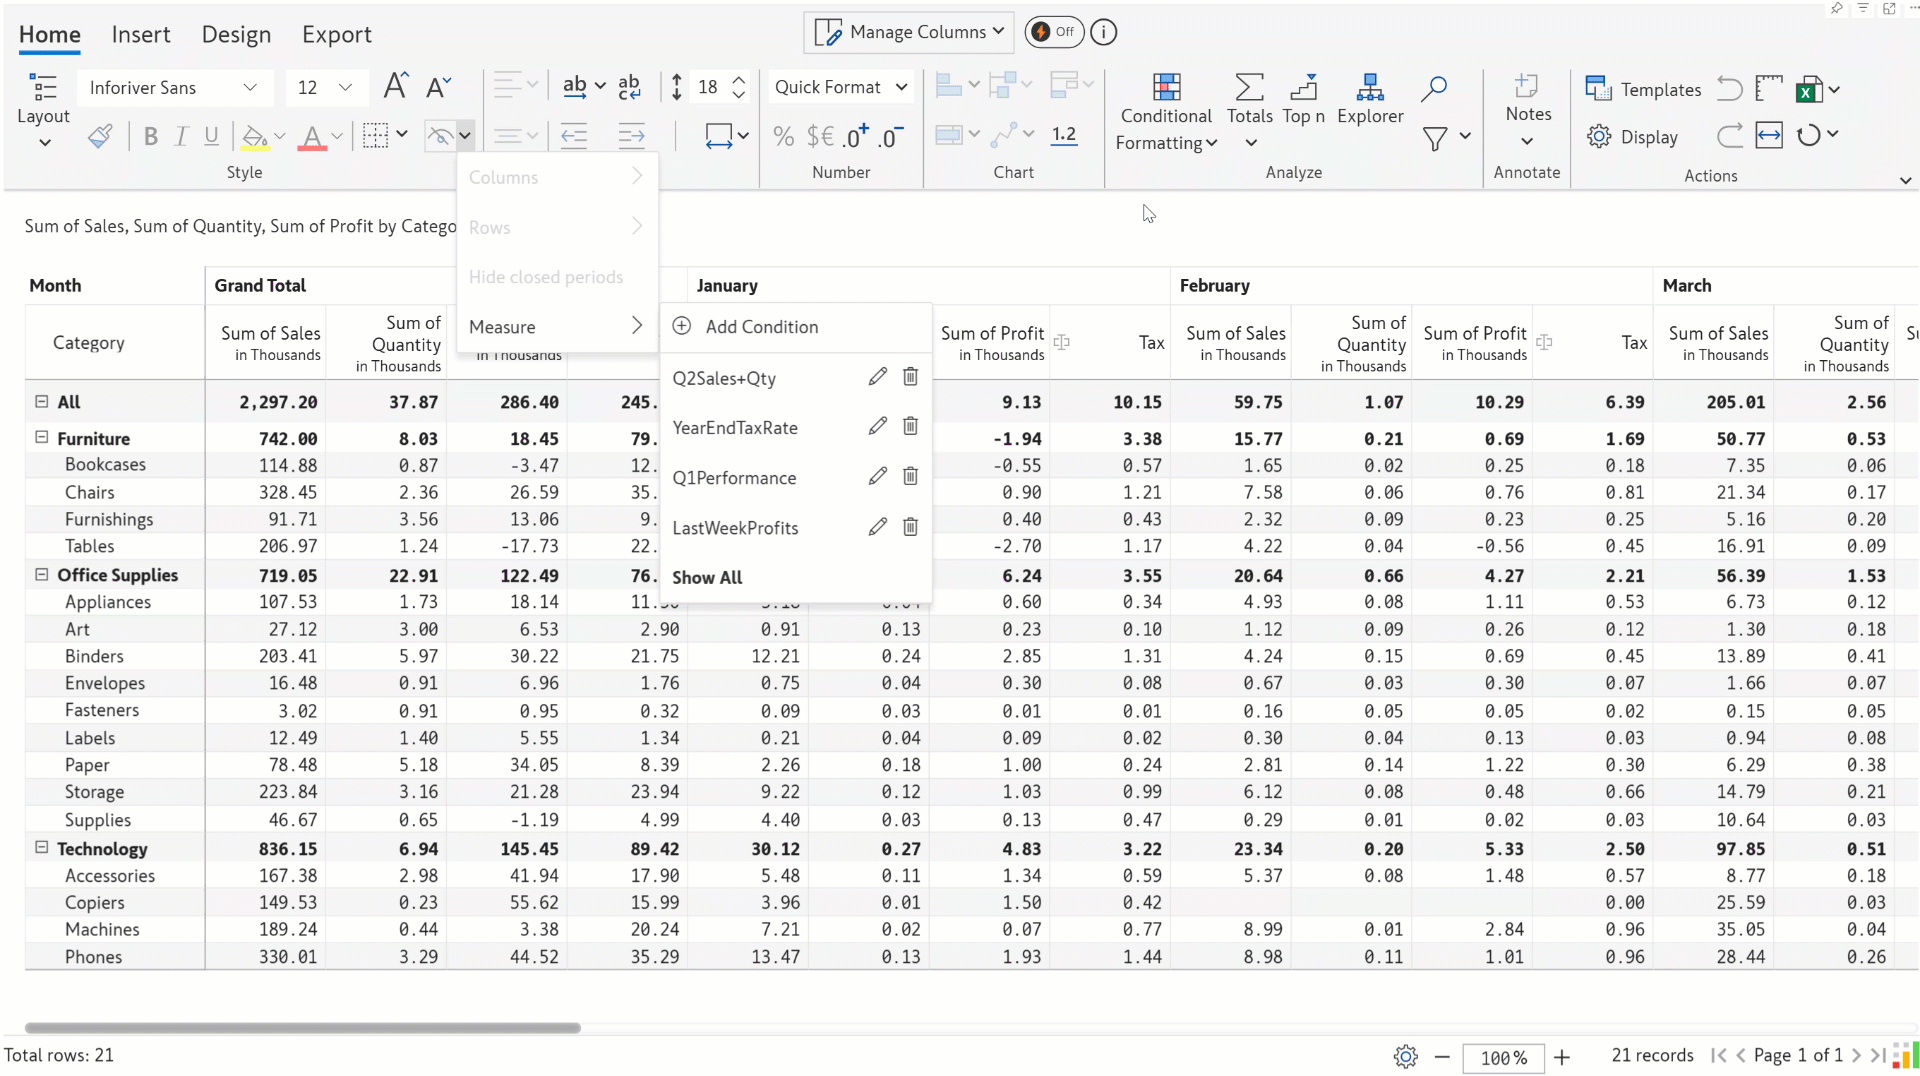 Home Insert Design Export Manage Columns Off
Layout
Inforiver Sans 12
18
Quick Format
1.2
Conditional Formatting
Totals Top n Explorer
Notes
Templates
Display
Style Number Chart Analyze Annotate Actions
Columns
Rows
Hide closed periods
Measure
Add Condition
Q2Sales+Qty
YearEndTaxRate
Q1Performance
LastWeekProfits
Show All
Sum of Sales, Sum of Quantity, Sum of Profit by Catego
Month Grand Total January February March
Category Sum of Sales in Thousands Sum of Quantity in Thousands in Thousands Sum of Profit in Thousands Tax Sum of Sales in Thousands Sum of Quantity in Thousands Sum of Profit in Thousands Tax Sum of Sales in Thousands Sum of Quantity in Thousands
All 2,297.20 37.87 286.40 245. 9.13 10.15 59.75 1.07 10.29 6.39 205.01 2.56
Furniture 742.00 8.03 18.45 79. -1.94 3.38 15.77 0.21 0.69 1.69 50.77 0.53
Bookcases 114.88 0.87 -3.47 12. -0.55 0.57 1.65 0.02 0.25 0.18 7.35 0.06
Chairs 328.45 2.36 26.59 35. 0.90 1.21 7.58 0.06 0.76 0.81 21.34 0.17
Furnishings 91.71 3.56 13.06 9. 0.40 0.43 2.32 0.09 0.23 0.25 5.16 0.20
Tables 206.97 1.24 -17.73 22. -2.70 1.17 4.22 0.04 -0.56 0.45 16.91 0.09
Office Supplies 719.05 22.91 122.49 76. 6.24 3.55 20.64 0.66 4.27 2.21 56.39 1.53
Appliances 107.53 1.73 18.14 0.60 0.34 4.93 0.08 1.11 0.53 6.73 0.12
Art 27.12 3.00 6.53 2.90 0.91 0.13 0.23 0.10 1.12 0.09 0.26 0.12 1.30 0.18
Binders 203.41 5.97 30.22 21.75 12.21 0.24 2.85 1.31 4.24 0.15 0.69 0.45 13.89 0.41
Envelopes 16.48 0.91 6.96 1.76 0.75 0.04 0.30 0.08 0.67 0.03 0.30 0.07 1.66 0.07
Fasteners 3.02 0.91 0.95 0.32 0.09 0.03 0.01 0.01 0.16 0.05 0.05 0.02 0.15 0.05
Labels 12.49 1.40 5.55 1.34 0.21 0.04 0.09 0.02 0.30 0.04 0.13 0.03 0.94 0.08
Paper 78.48 5.18 34.05 8.39 2.26 0.18 1.00 0.24 2.81 0.14 1.22 0.30 6.29 0.38
Storage 223.84 3.16 21.28 23.94 9.22 0.12 1.03 0.99 6.12 0.08 0.48 0.66 14.79 0.21
Supplies 46.67 0.65 -1.19 4.99 4.40 0.03 0.13 0.47 0.29 0.01 0.02 0.03 10.64 0.03
Technology 836.15 6.94 145.45 89.42 30.12 0.27 4.83 3.22 23.34 0.20 5.33 2.50 97.85 0.51
Accessories 167.38 2.98 41.94 17.90 5.48 0.11 1.34 0.59 5.37 0.08 1.48 0.57 8.77 0.18
Copiers 149.53 0.23 55.62 15.99 3.96 0.01 1.50 0.42 0.00 25.59 0.03
Machines 189.24 0.44 3.38 20.24 7.21 0.02 0.07 0.77 8.99 0.01 2.84 0.96 35.05 0.04
Phones 330.01 3.29 44.52 35.29 13.47 0.13 1.93 1.44 8.98 0.11 1.01 0.96 28.44 0.26
Total rows: 21
100% 21 records Page 1 of 1